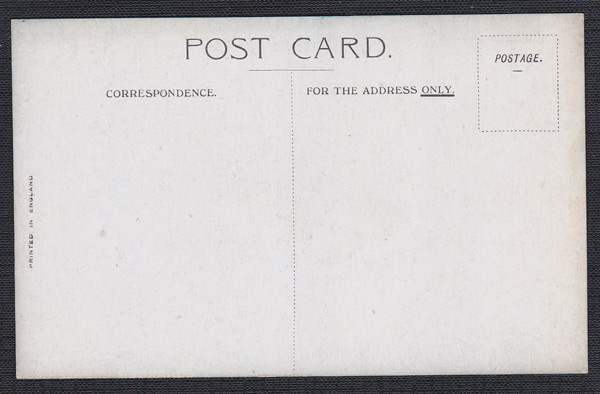 POST CARD.
POSTAGE.
CORRESPONDENCE.
FOR THE ADDRESS ONLY.
PRINTED IN ENGLAND